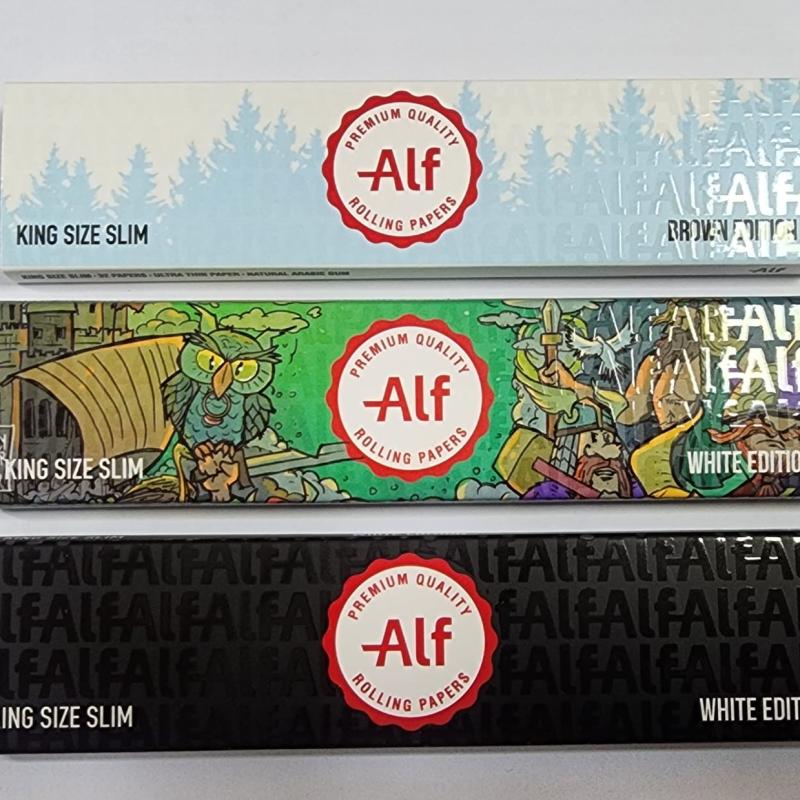 PREMIUM QUALITY
Alf
ROLLING PAPERS
KING SIZE SLIM
BROWN EDITION
KING SIZE SLIM • 32 PAPERS • ULTRA THIN PAPER • NATURAL ARABIC GUM
Alf
PREMIUM QUALITY
Alf
ROLLING PAPERS
KING SIZE SLIM
WHITE EDITIO
PREMIUM QUALITY
Alf
ROLLING PAPERS
ING SIZE SLIM
WHITE EDIT